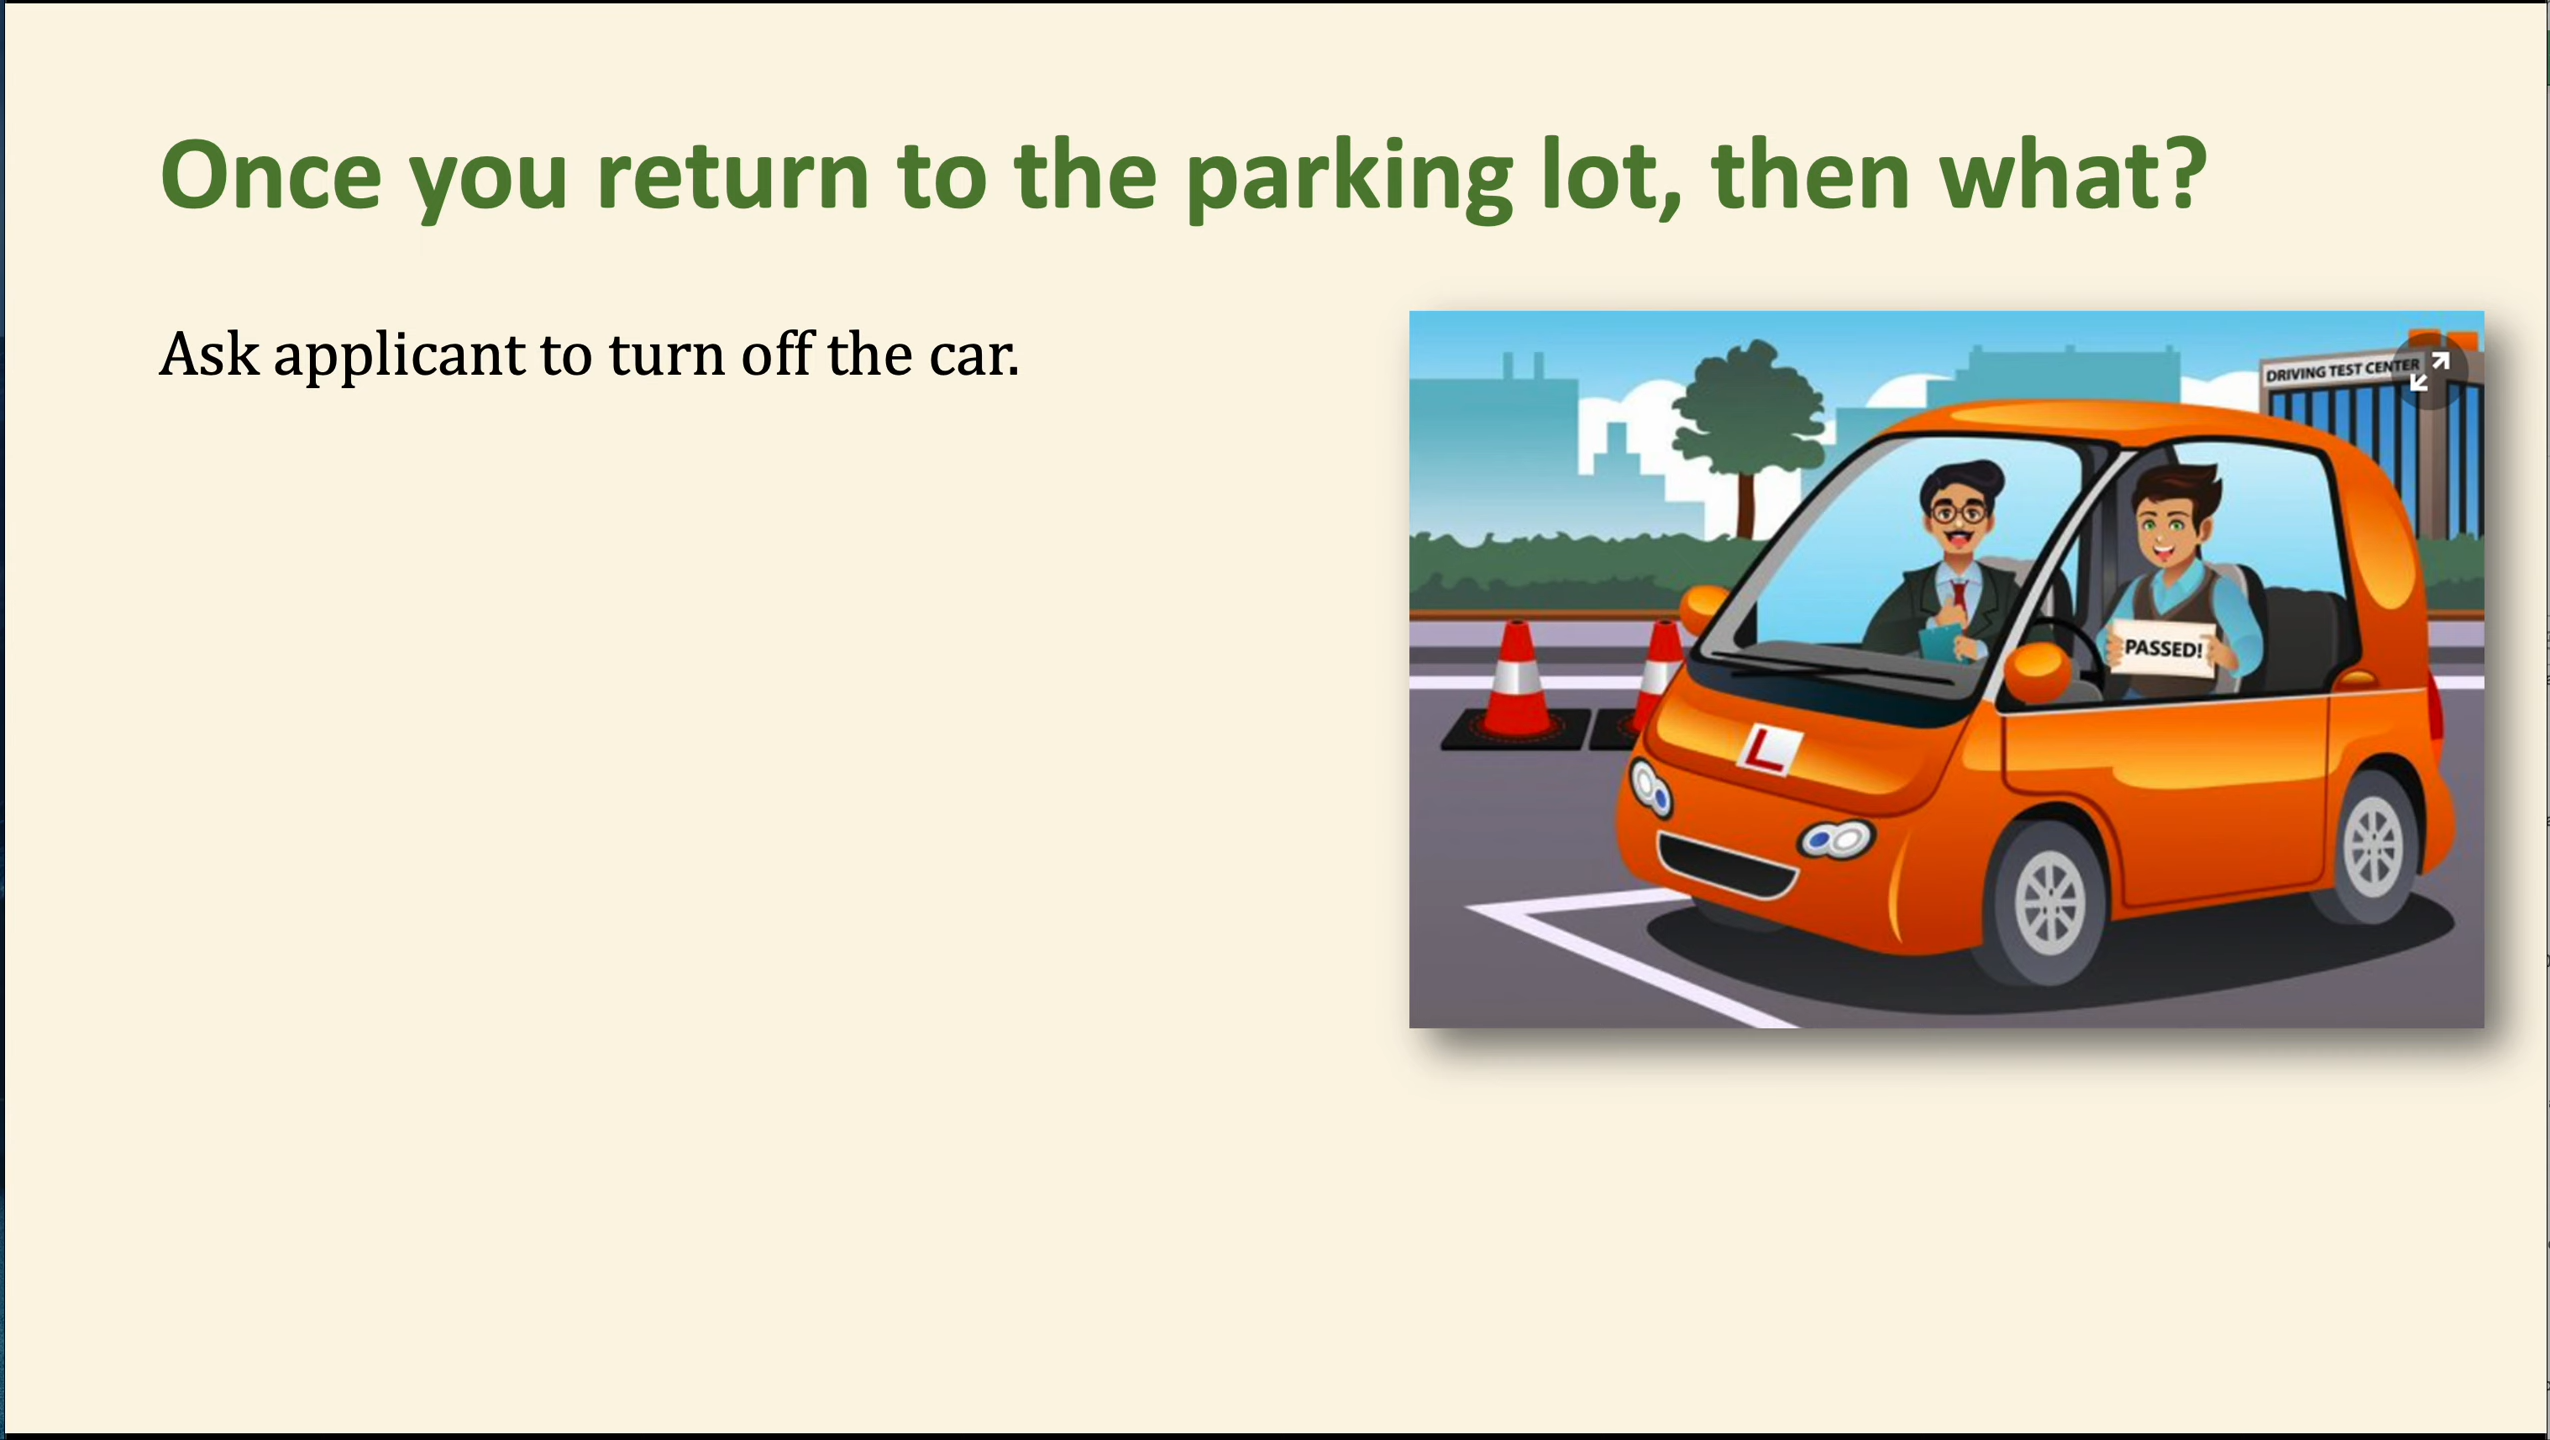 Once you return to the parking lot, then what?
Ask applicant to turn off the car.
DRIVING TEST CENTER
PASSED!
L